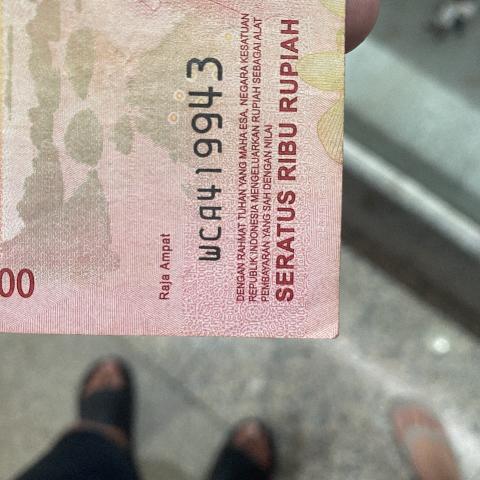 00
Raja Ampat
WCA419943
DENGAN RAHMAT TUHAN YANG MAHA ESA, NEGARA KESATUAN
REPUBLIK INDONESIA MENGELUARKAN RUPIAH SEBAGAI ALAT
PEMBAYARAN YANG SAH DENGAN NILAI
SERATUS RIBU RUPIAH